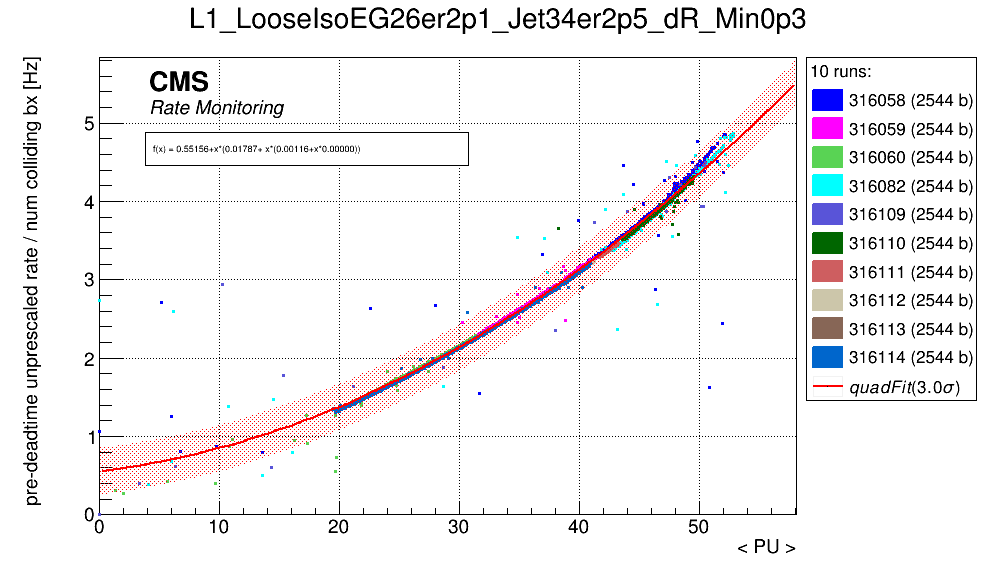 L1_LooseIsoEG26er2p1_Jet34er2p5_dR_Min0p3
pre-deadtime unprescaled rate / num colliding bx [Hz]
CMS
Rate Monitoring
f(x) = 0.55156+x*(0.01787+ x*(0.00116+x*0.00000))
5
4
3
2
1
0
0 10 20 30 40 50
< PU >
10 runs:
316058 (2544 b)
316059 (2544 b)
316060 (2544 b)
316082 (2544 b)
316109 (2544 b)
316110 (2544 b)
316111 (2544 b)
316112 (2544 b)
316113 (2544 b)
316114 (2544 b)
quadFit(3.0σ)